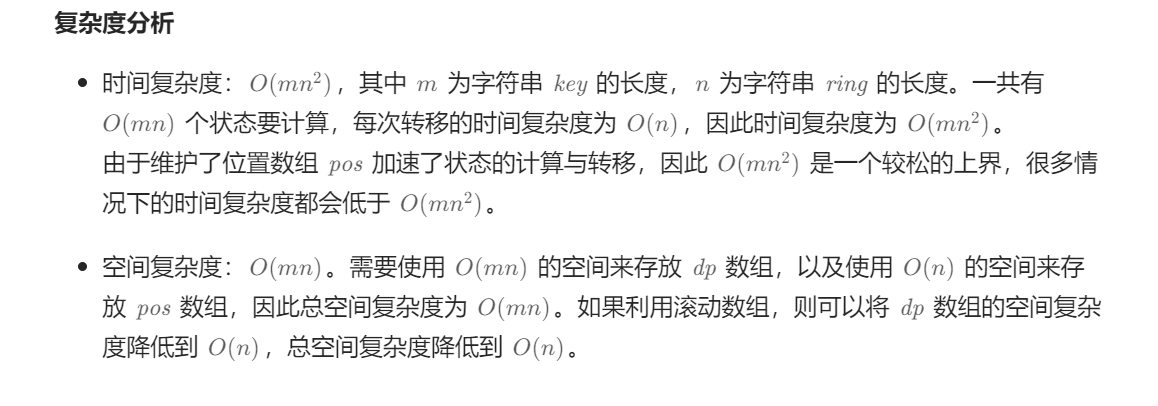 复杂度分析
• 时间复杂度：O(mn²)，其中 m 为字符串 key 的长度，n 为字符串 ring 的长度。一共有
O(mn) 个状态要计算，每次转移的时间复杂度为 O(n)，因此时间复杂度为 O(mn²)。
由于维护了位置数组 pos 加速了状态的计算与转移，因此 O(mn²) 是一个较松的上界，很多情
况下的时间复杂度都会低于 O(mn²)。
• 空间复杂度：O(mn)。需要使用 O(mn) 的空间来存放 dp 数组，以及使用 O(n) 的空间来存
放 pos 数组，因此总空间复杂度为 O(mn)。如果利用滚动数组，则可以将 dp 数组的空间复杂
度降低到 O(n)，总空间复杂度降低到 O(n)。